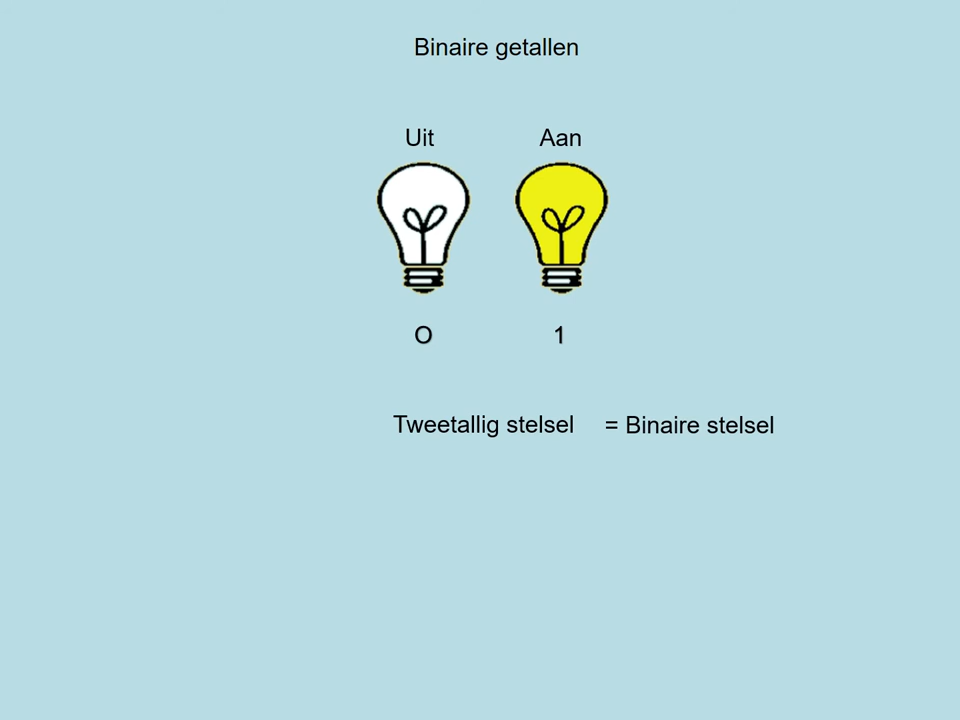 Binaire getallen
Uit Aan
O 1
Tweetallig stelsel = Binaire stelsel